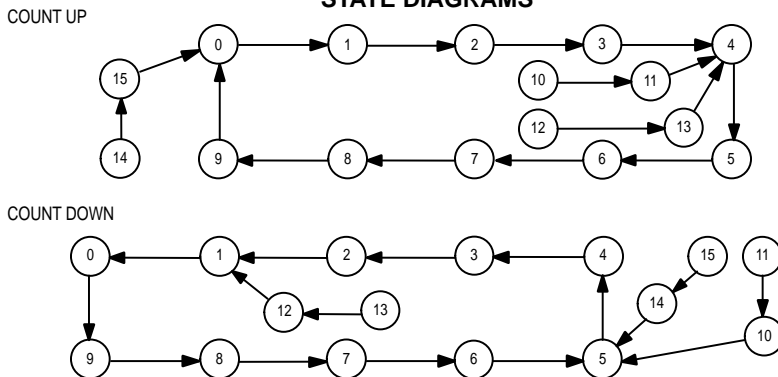 STATE DIAGRAMS
COUNT UP
0 1 2 3 4
15 10 11
12 13
14 9 8 7 6 5
COUNT DOWN
0 1 2 3 4 15 11
12 13 14
10
9 8 7 6 5